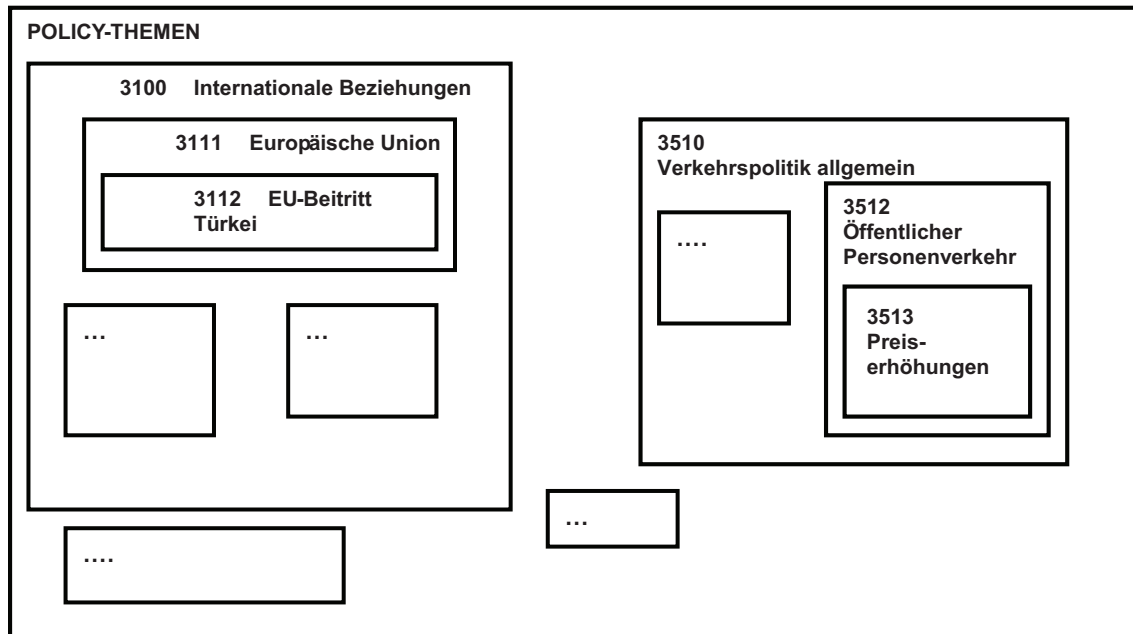 POLICY-THEMEN
3100 Internationale Beziehungen
3111 Europäische Union
3112 EU-Beitritt
Türkei
...
...
....
3510
Verkehrspolitik allgemein
....
3512
Öffentlicher
Personenverkehr
3513
Preis-
erhöhungen
...